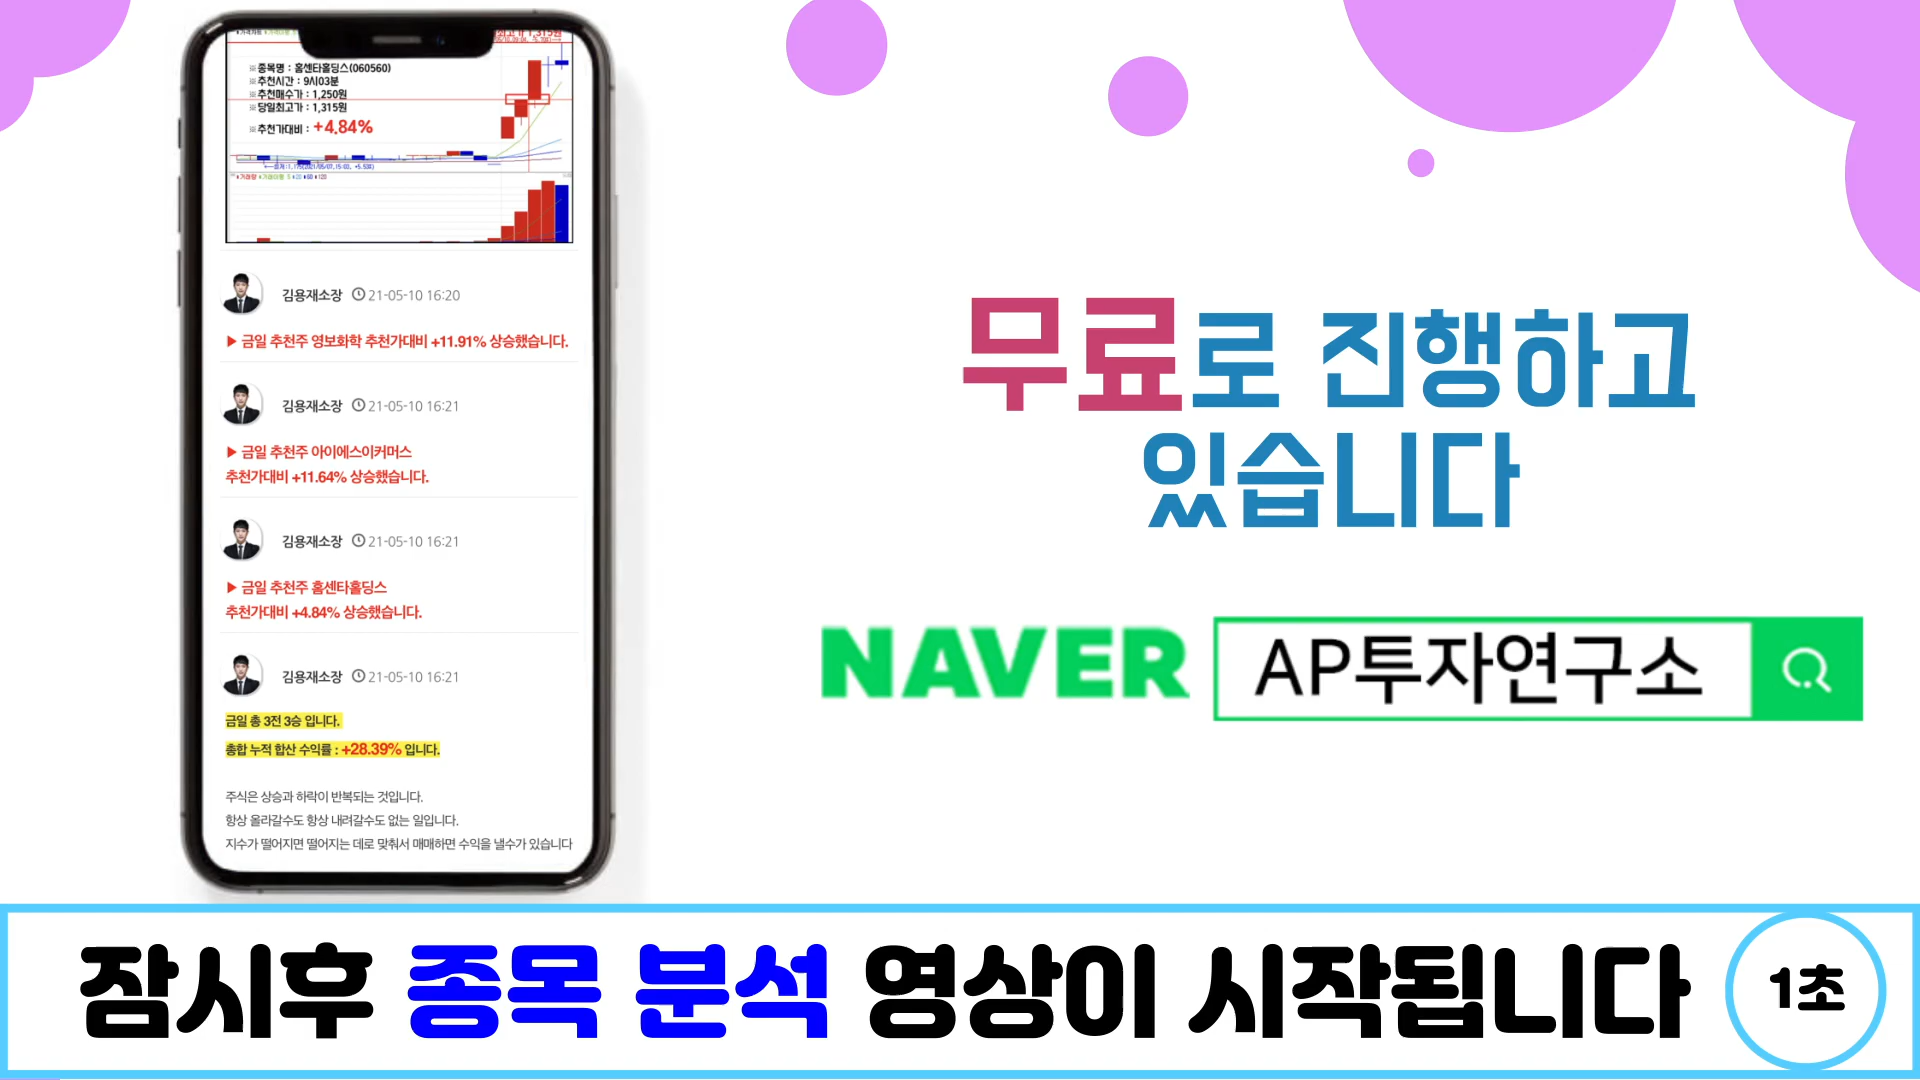 ※종목명 : 홈센타홀딩스(060560)
※추천시간 : 9시03분
※추천매수가 : 1,250원
※당일최고가 : 1,315원
※추천가대비 : +4.84%
김용재소장 21-05-10 16:20
▶ 금일 추천주 영보화학 추천가대비 +11.91% 상승했습니다.
김용재소장 21-05-10 16:21
▶ 금일 추천주 아이에스이커머스
추천가대비 +11.64% 상승했습니다.
김용재소장 21-05-10 16:21
▶ 금일 추천주 홈센타홀딩스
추천가대비 +4.84% 상승했습니다.
김용재소장 21-05-10 16:21
금일 총 3전 3승 입니다.
총합 누적 합산 수익률 : +28.39% 입니다.
주식은 상승과 하락이 반복되는 것입니다.
항상 올라갈수도 항상 내려갈수도 없는 일입니다.
지수가 떨어지면 떨어지는 데로 맞춰서 매매하면 수익을 낼수가 있습니다
무료로 진행하고
있습니다
NAVER AP투자연구소
잠시후 종목 분석 영상이 시작됩니다 1초